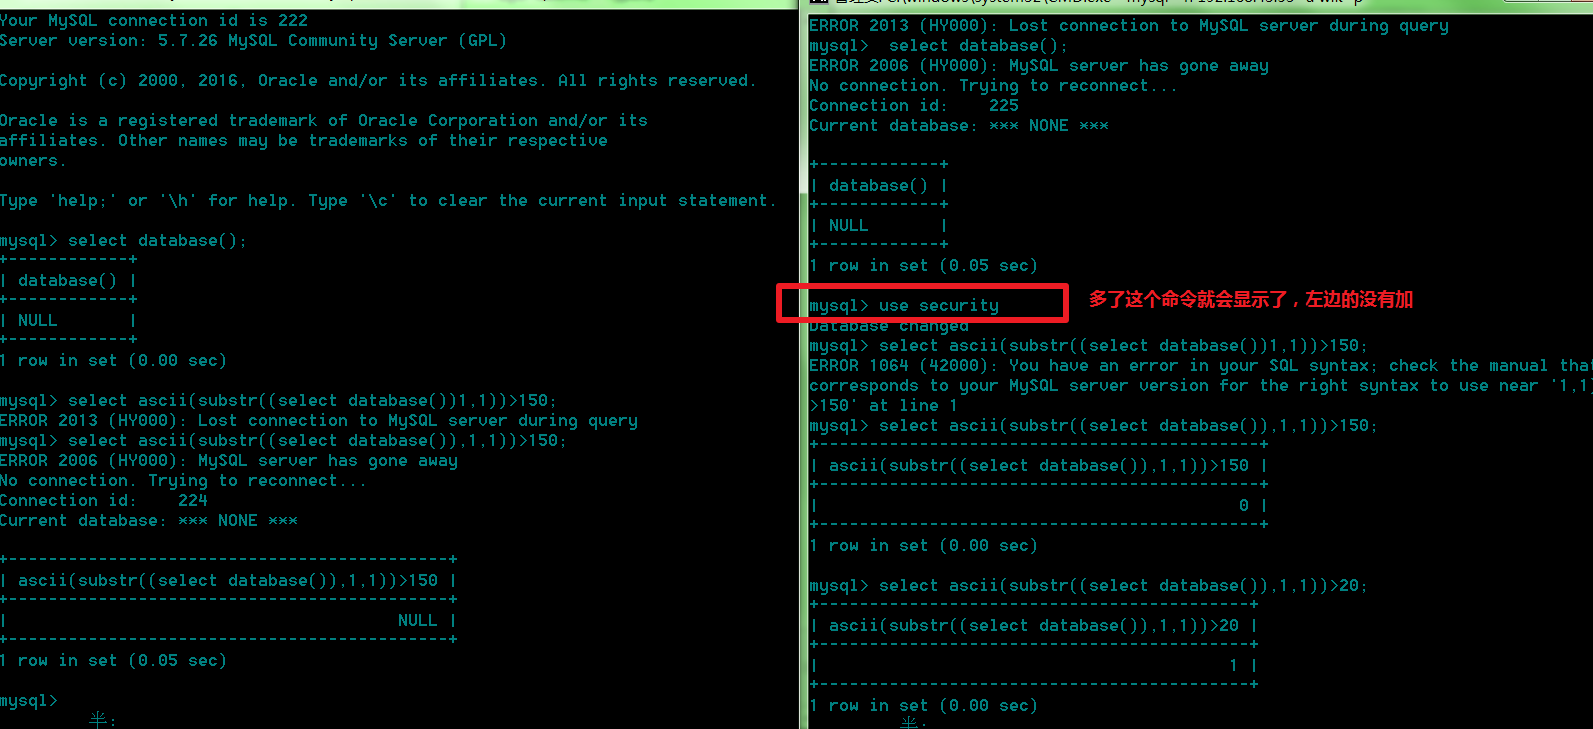 Your MySQL connection id is 222
Server version: 5.7.26 MySQL Community Server (GPL)
Copyright (c) 2000, 2016, Oracle and/or its affiliates. All rights reserved.
Oracle is a registered trademark of Oracle Corporation and/or its
affiliates. Other names may be trademarks of their respective
owners.
Type 'help;' or '\h' for help. Type '\c' to clear the current input statement.
mysql> select database();
+------------+
| database() |
+------------+
| NULL       |
+------------+
1 row in set (0.00 sec)
mysql> select ascii(substr((select database())1,1))>150;
ERROR 2013 (HY000): Lost connection to MySQL server during query
mysql> select ascii(substr((select database()),1,1))>150;
ERROR 2006 (HY000): MySQL server has gone away
No connection. Trying to reconnect...
Connection id:    224
Current database: *** NONE ***
+--------------------------------------------+
| ascii(substr((select database()),1,1))>150 |
+--------------------------------------------+
|                                       NULL |
+--------------------------------------------+
1 row in set (0.05 sec)
mysql>
半:
ERROR 2013 (HY000): Lost connection to MySQL server during query
mysql>  select database();
ERROR 2006 (HY000): MySQL server has gone away
No connection. Trying to reconnect...
Connection id:    225
Current database: *** NONE ***
+------------+
| database() |
+------------+
| NULL       |
+------------+
1 row in set (0.05 sec)
mysql> use security
多了这个命令就会显示了，左边的没有加
Database changed
mysql> select ascii(substr((select database())1,1))>150;
ERROR 1064 (42000): You have an error in your SQL syntax; check the manual that
corresponds to your MySQL server version for the right syntax to use near '1,1)
>150' at line 1
mysql> select ascii(substr((select database()),1,1))>150;
+--------------------------------------------+
| ascii(substr((select database()),1,1))>150 |
+--------------------------------------------+
|                                          0 |
+--------------------------------------------+
1 row in set (0.00 sec)
mysql> select ascii(substr((select database()),1,1))>20;
+-------------------------------------------+
| ascii(substr((select database()),1,1))>20 |
+-------------------------------------------+
|                                         1 |
+-------------------------------------------+
1 row in set (0.00 sec)
半: